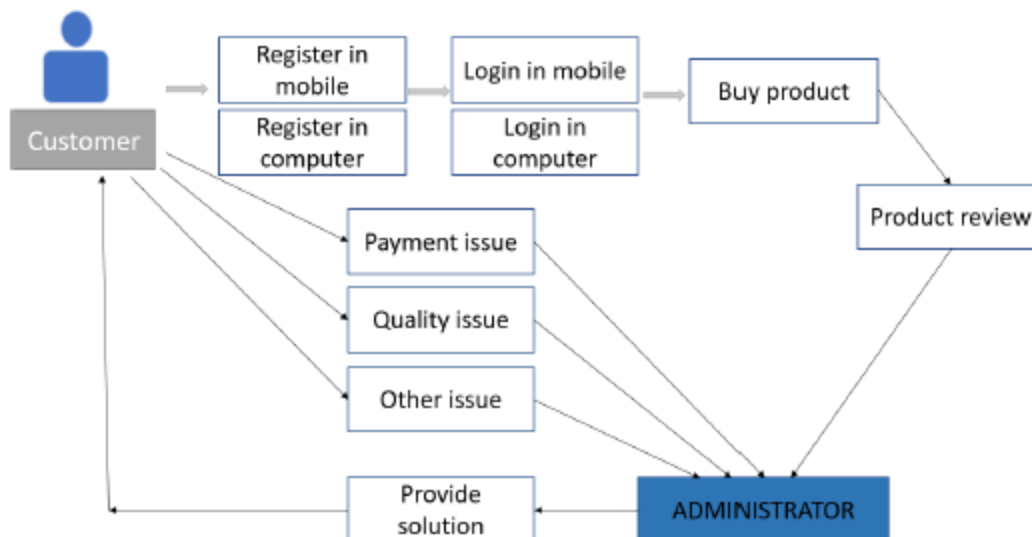 Customer
Register in
mobile
Register in
computer
Login in mobile
Login in
computer
Buy product
Product review
Payment issue
Quality issue
Other issue
Provide
solution
ADMINISTRATOR